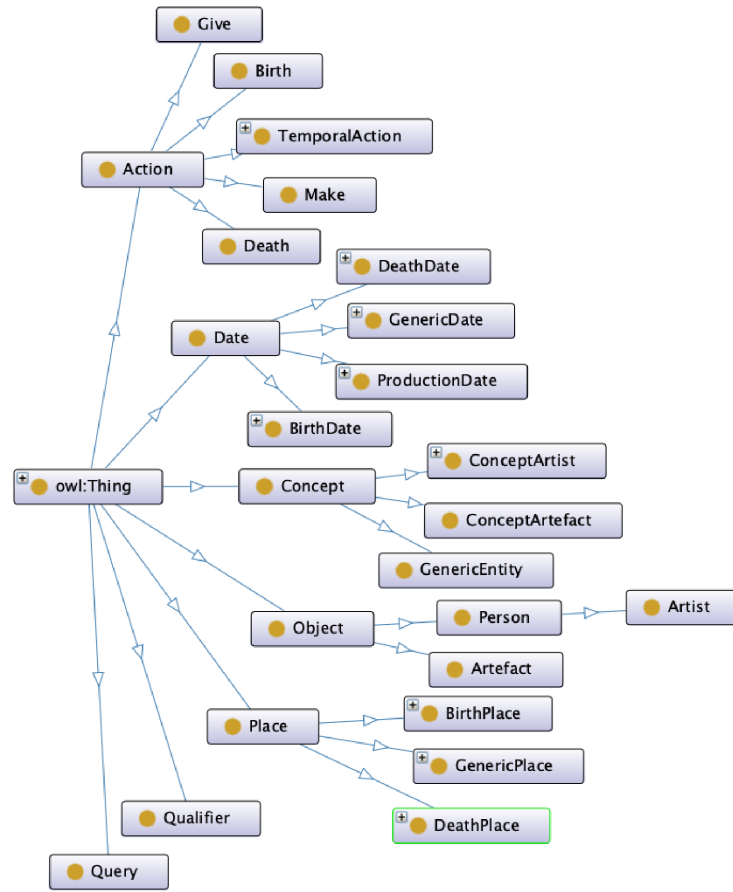 Give
Birth
TemporalAction
Action
Make
Death
DeathDate
GenericDate
Date
ProductionDate
BirthDate
ConceptArtist
owl:Thing
Concept
ConceptArtefact
GenericEntity
Artist
Person
Object
Artefact
BirthPlace
Place
GenericPlace
Qualifier
DeathPlace
Query